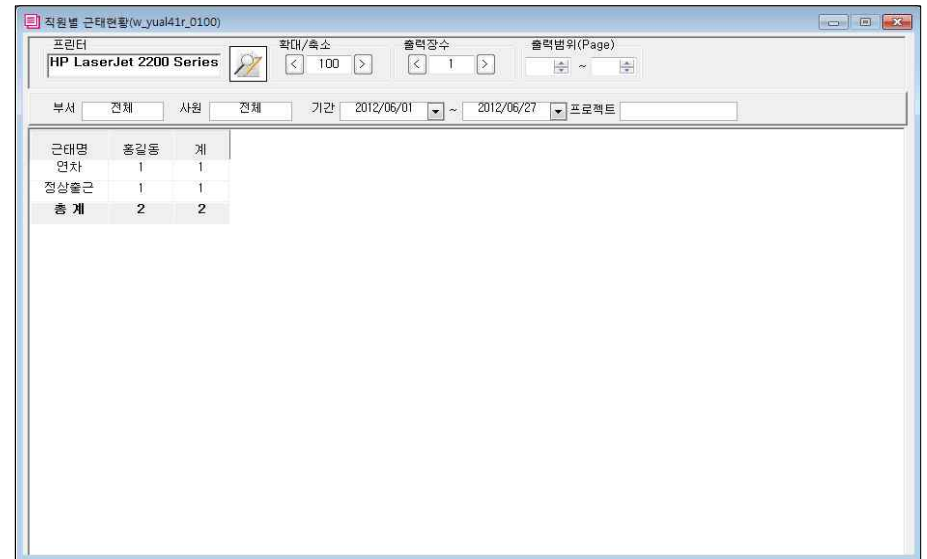 직원별 근태현황(w_yual41r_0100)
프린터 확대/축소 출력장수 출력범위(Page)
HP LaserJet 2200 Series < 100 > < 1 > ~
부서 전체 사원 전체 기간 2012/06/01 ~ 2012/06/27 프로젝트
근태명 홍길동 계
연차 1 1
정상출근 1 1
총 계 2 2